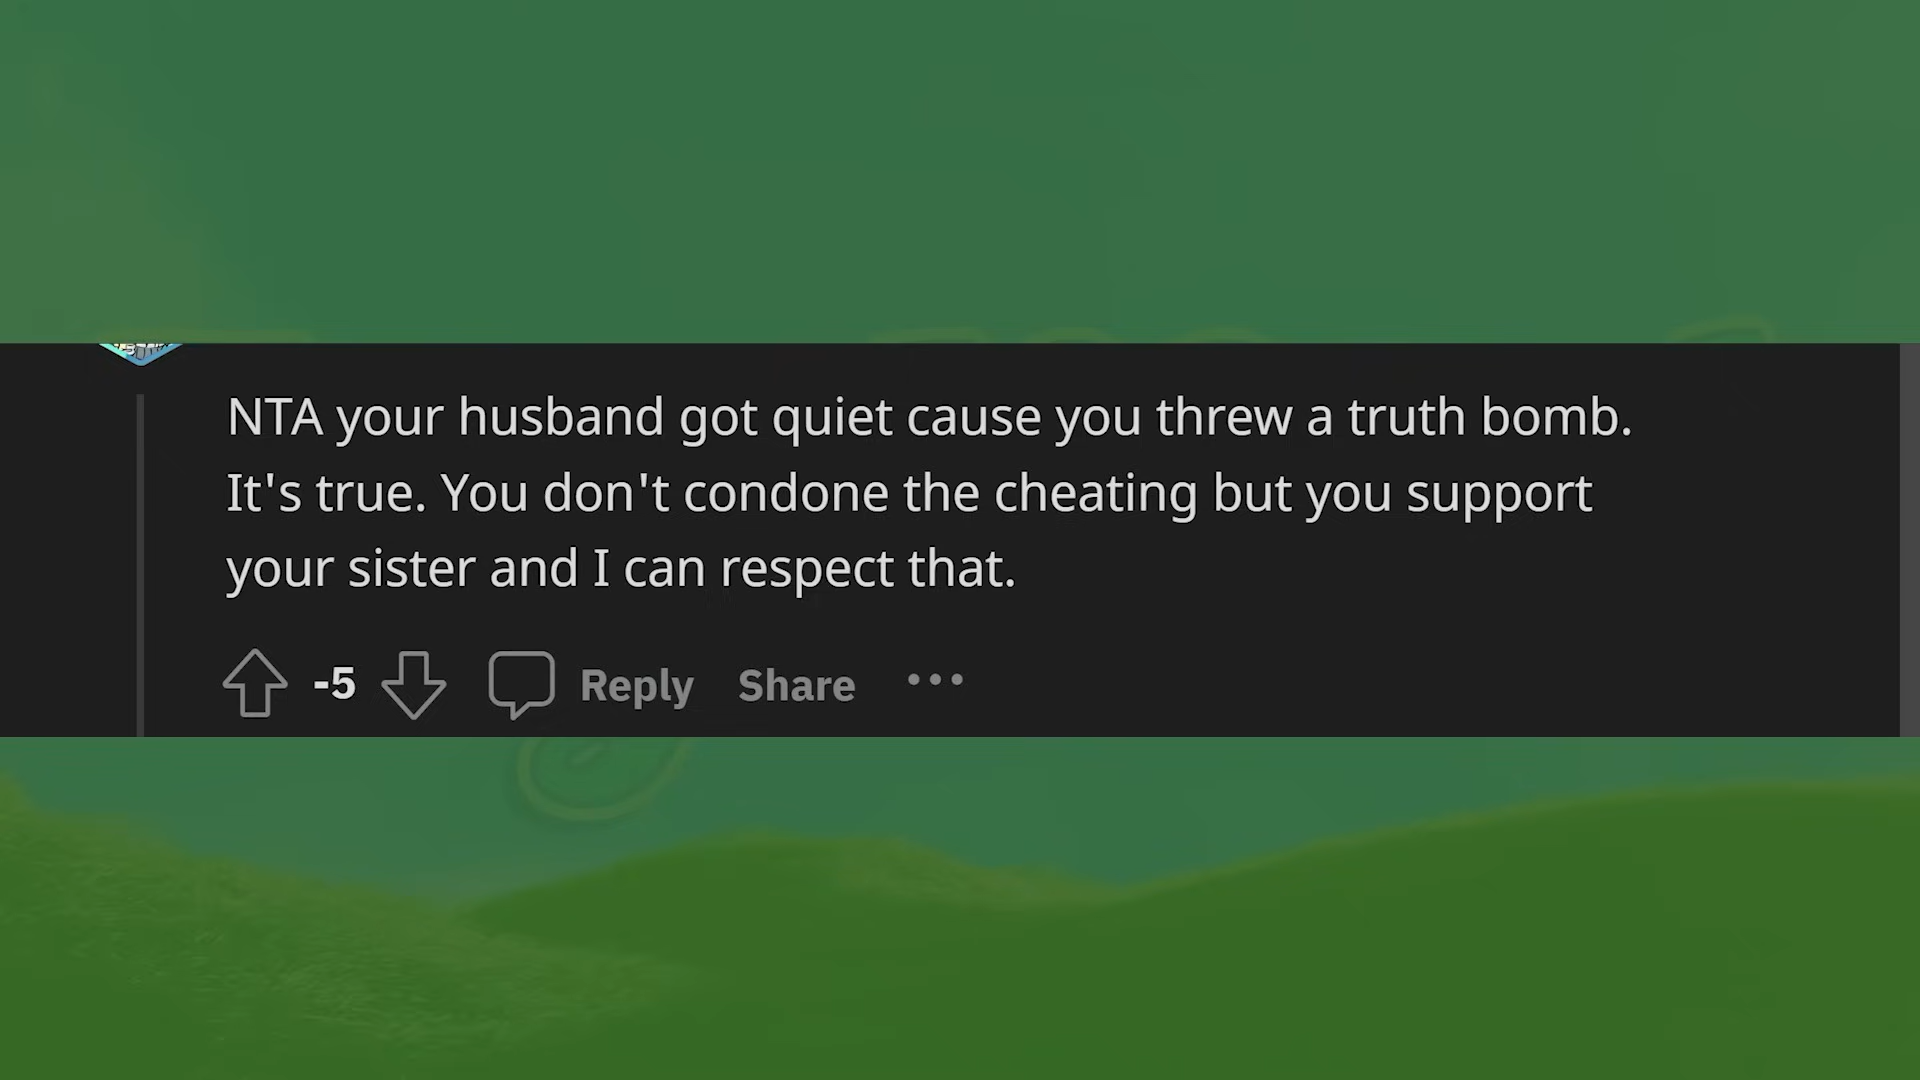 NTA your husband got quiet cause you threw a truth bomb.
It's true. You don't condone the cheating but you support
your sister and I can respect that.
-5 Reply Share